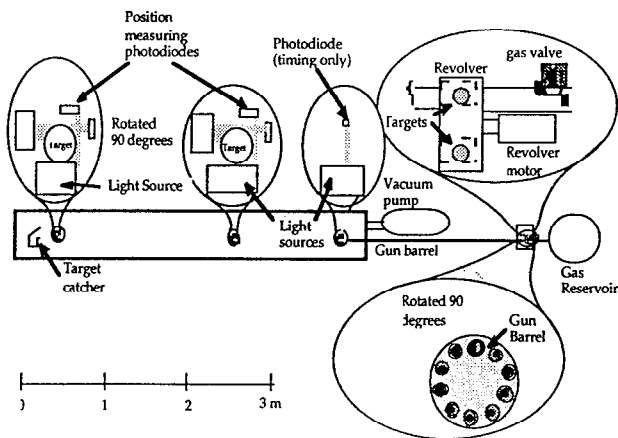 Position
measuring photodiodes
Photodiode
(timing only)
Revolver
gas valve
Targets
Revolver
motor
Target
Rotated
90 degrees
Light Source
Target
Light
sources
Vacuum
pump
Gun barrel
Target
catcher
Gas
Reservoir
Rotated 90
degrees
Gun
Barrel
0 1 2 3 m